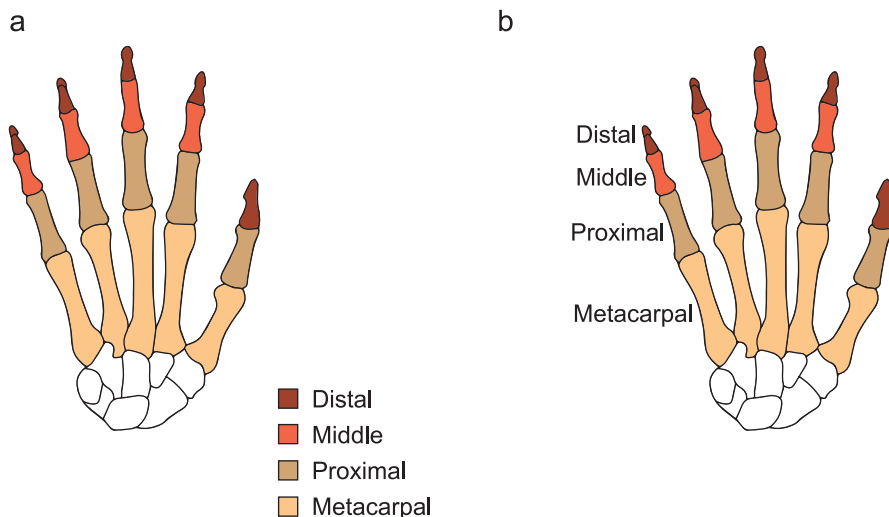 a
Distal
Middle
Proximal
Metacarpal
b
Distal
Middle
Proximal
Metacarpal